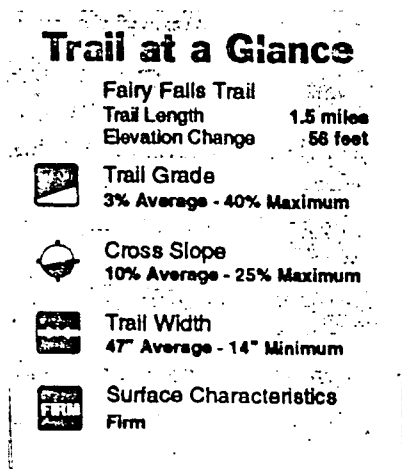 Trail at a Glance
Fairy Falls Trail
Trail Length 1.5 miles
Elevation Change 56 feet
Trail Grade
3% Average - 40% Maximum
Cross Slope
10% Average - 25% Maximum
Trail Width
47" Average - 14" Minimum
Surface Characteristics
FIRM
Firm